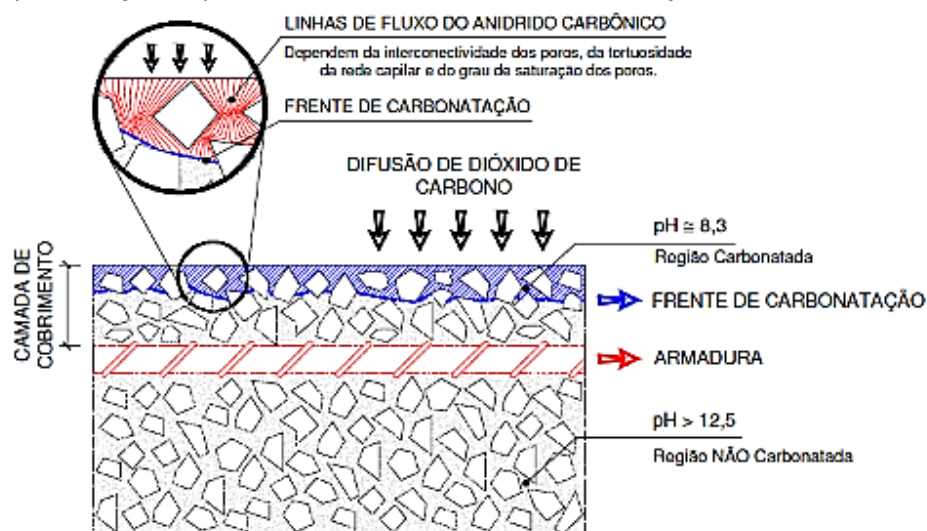 LINHAS DE FLUXO DO ANIDRIDO CARBÔNICO
Dependem da interconectividade dos poros, da tortuosidade
da rede capilar e do grau de saturação dos poros.
FRENTE DE CARBONATAÇÃO
DIFUSÃO DE DIÓXIDO DE
CARBONO
pH ≅ 8,3
Região Carbonatada
CAMADA DE
COBRIMENTO
FRENTE DE CARBONATAÇÃO
ARMADURA
pH > 12,5
Região NÃO Carbonatada